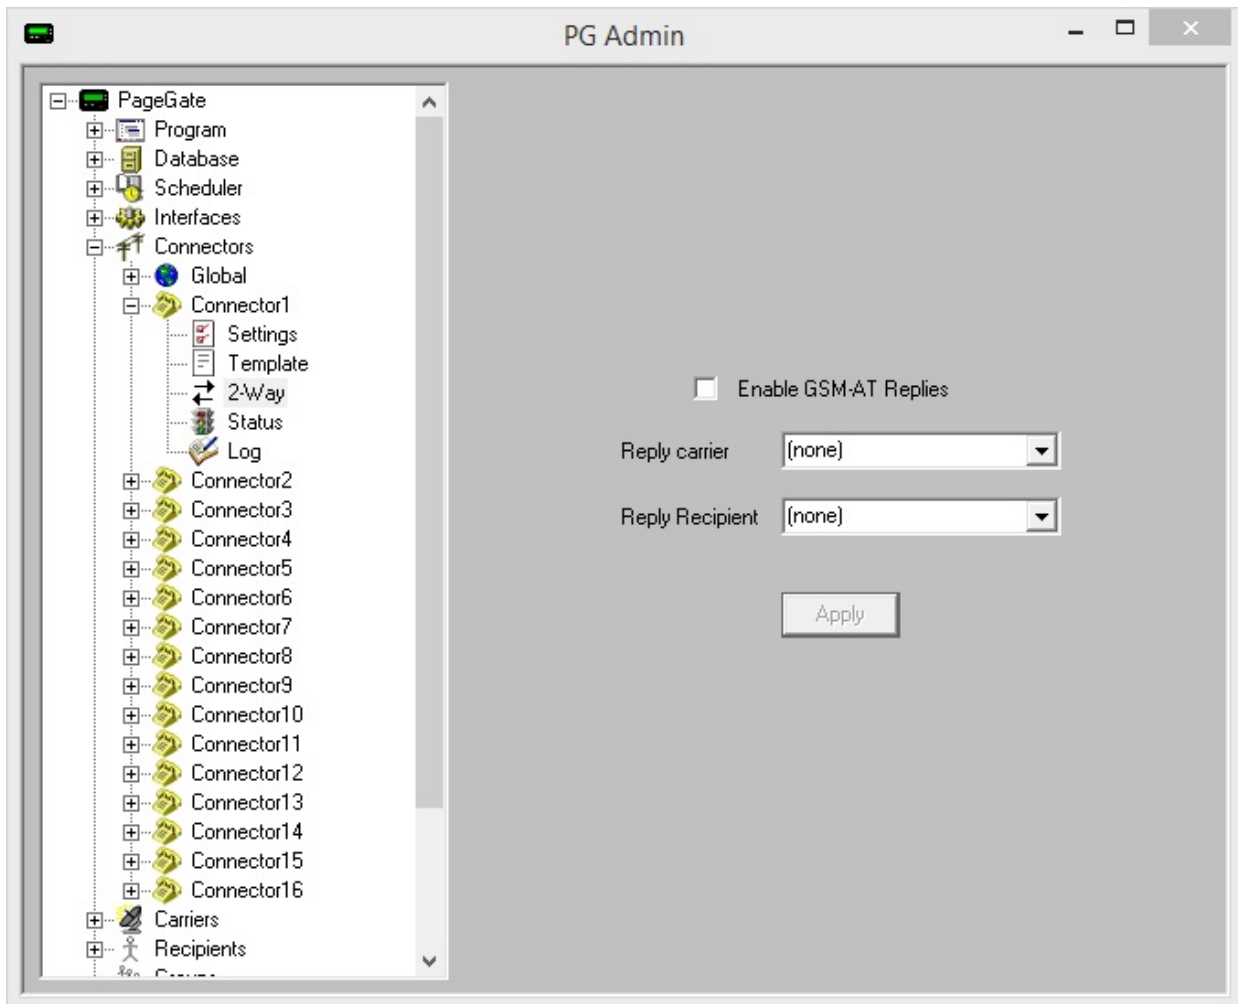 PG Admin
PageGate
Program
Database
Scheduler
Interfaces
Connectors
Global
Connector1
Settings
Template
2-Way
Status
Log
Connector2
Connector3
Connector4
Connector5
Connector6
Connector7
Connector8
Connector9
Connector10
Connector11
Connector12
Connector13
Connector14
Connector15
Connector16
Carriers
Recipients
Enable GSM-AT Replies
Reply carrier (none)
Reply Recipient (none)
Apply